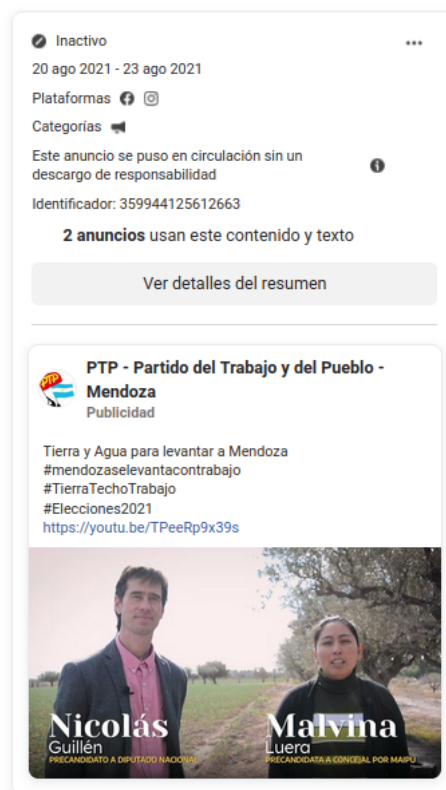 Inactivo
20 ago 2021 - 23 ago 2021
Plataformas
Categorías
Este anuncio se puso en circulación sin un
descargo de responsabilidad
Identificador: 359944125612663
2 anuncios usan este contenido y texto
Ver detalles del resumen
PTP
PTP - Partido del Trabajo y del Pueblo -
Mendoza
Publicidad
Tierra y Agua para levantar a Mendoza
#mendozaselevantacontrabajo
#TierraTechoTrabajo
#Elecciones2021
https://youtu.be/TPeeRp9x39s
Nicolás
Guillén
PRECANDIDATO A DIPUTADO NACIONAL
Malvina
Luera
PRECANDIDATA A CONCEJAL POR MAIPU